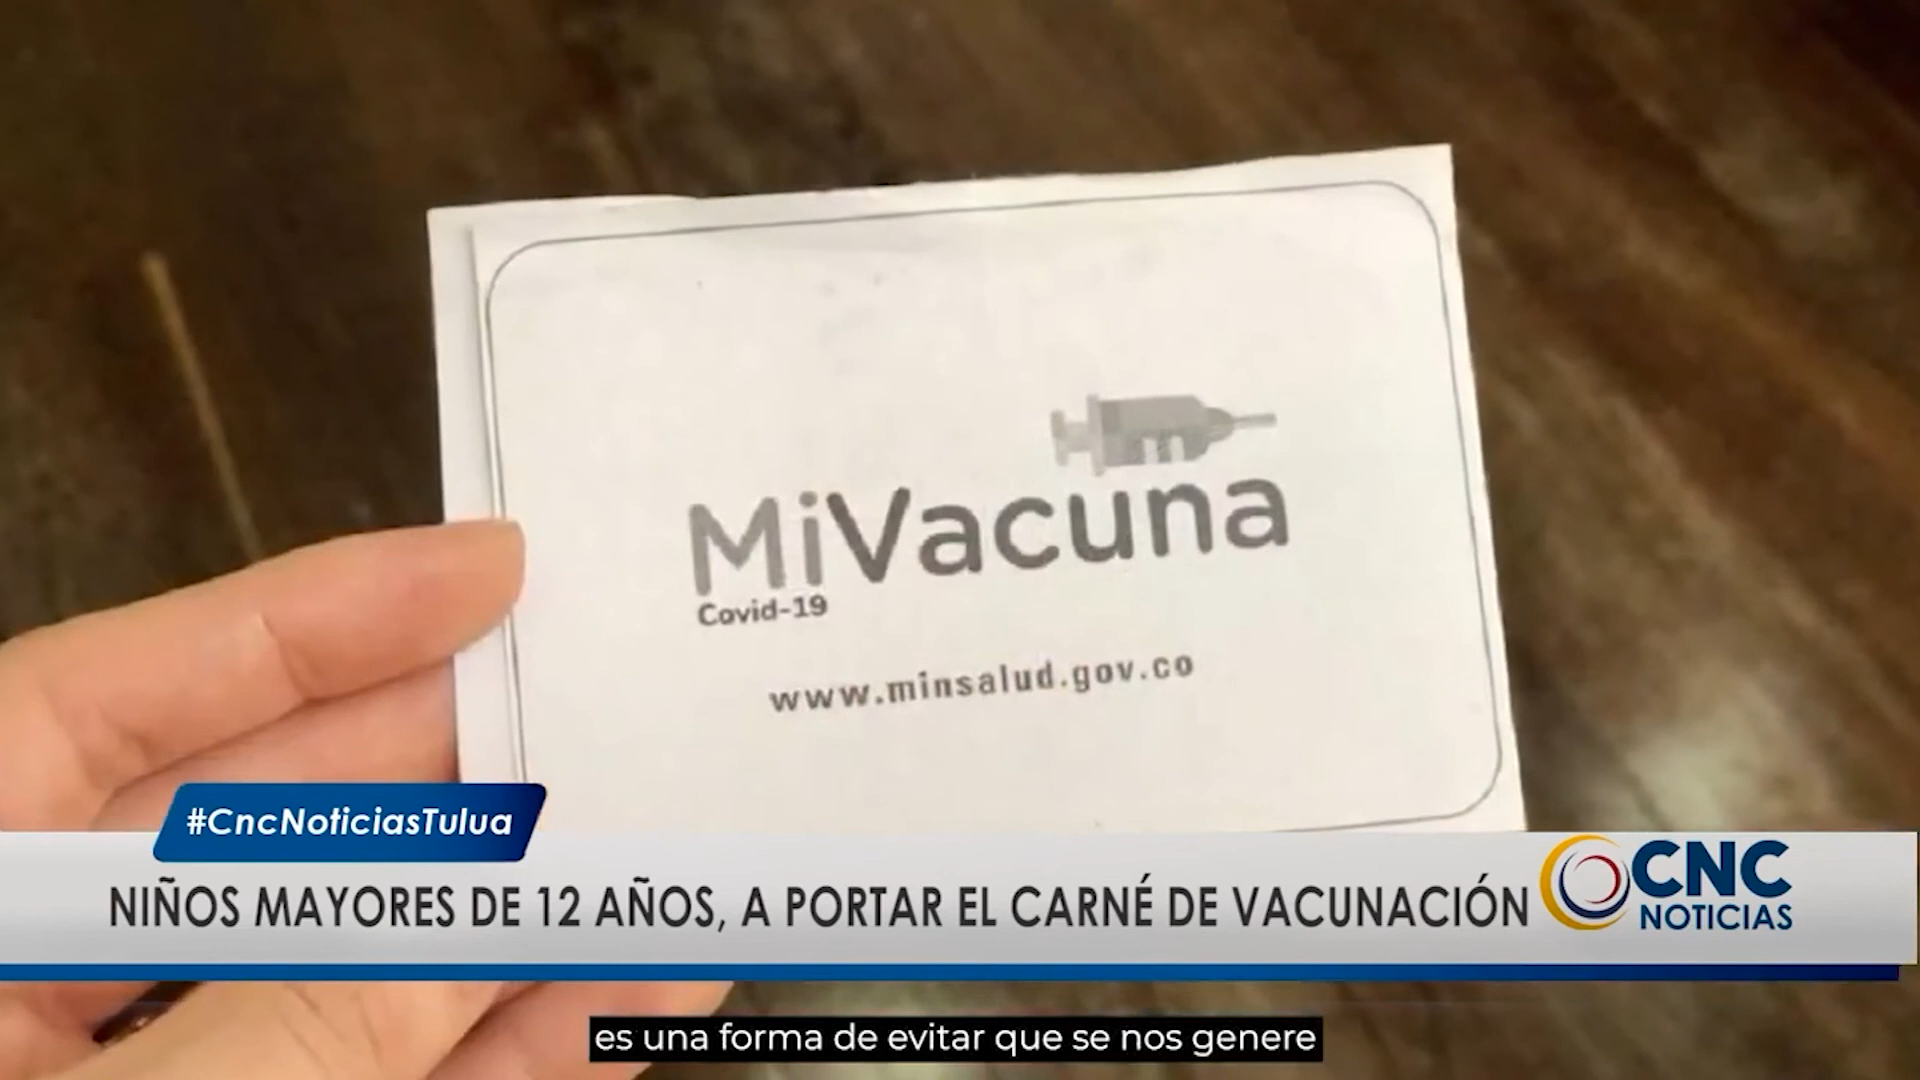 MiVacuna
Covid-19
www.minsalud.gov.co
#CncNoticiasTulua
NIÑOS MAYORES DE 12 AÑOS, A PORTAR EL CARNÉ DE VACUNACIÓN
CNC
NOTICIAS
es una forma de evitar que se nos genere